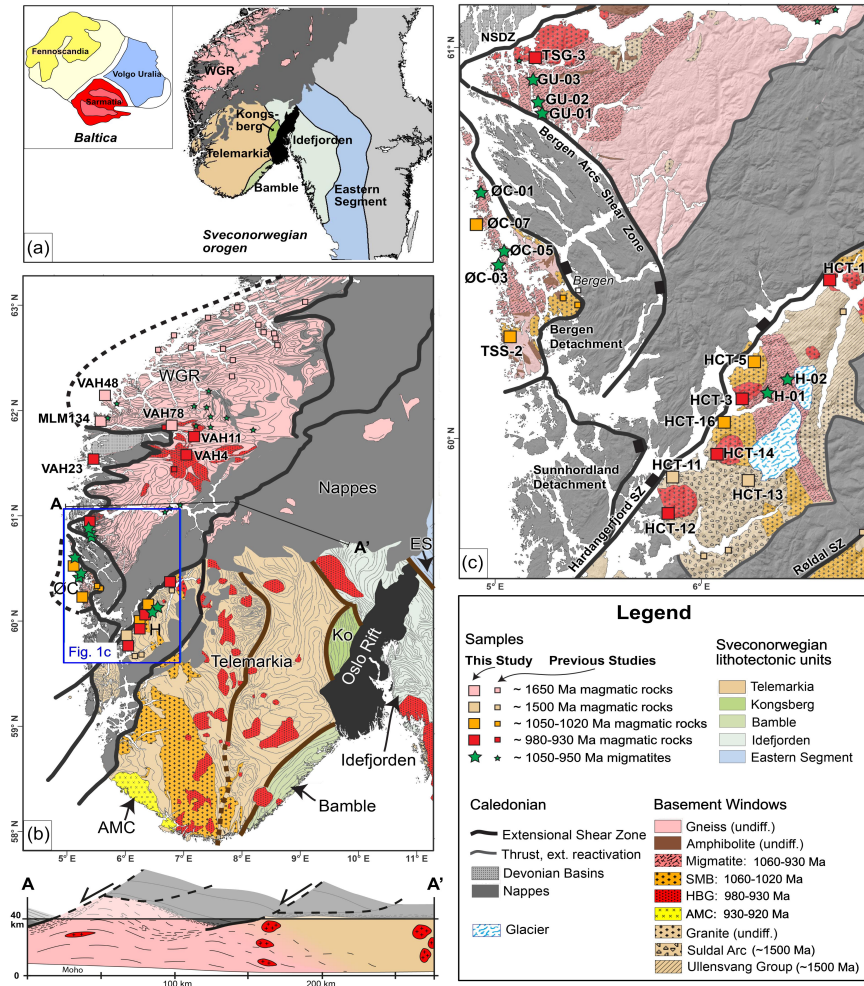 Fennoscandia
Volgo Uralia
Sarmatia
Baltica
WGR
Kongs-
berg
Idefjorden
Telemarkia
Bamble
Eastern
Segment
Sveconorwegian
orogen
(a)
63° N
62° N
61° N
60° N
59° N
58° N
WGR
VAH48
MLM134
VAH78
VAH11
VAH23
VAH4
Nappes
A
A'
ES
ØC
H
Fig. 1c
Telemarkia
Ko
Oslo Rift
Idefjorden
Bamble
AMC
(b)
5° E
6° E
7° E
8° E
9° E
10° E
11° E
A
A'
40
km
0
Moho
100 km
200 km
61° N
60° N
NSDZ
TSG-3
GU-03
GU-02
GU-01
Bergen Arcs Shear Zone
ØC-01
ØC-07
ØC-05
ØC-03
Bergen
HCT-1
Bergen
Detachment
TSS-2
HCT-5
H-02
HCT-3
H-01
HCT-16
HCT-14
Sunnhordland
Detachment
HCT-11
HCT-13
HCT-12
Hardangerfjord SZ
Røldal SZ
(c)
5° E
6° E
Legend
Samples
This Study
Previous Studies
~ 1650 Ma magmatic rocks
~ 1500 Ma magmatic rocks
~ 1050-1020 Ma magmatic rocks
~ 980-930 Ma magmatic rocks
~ 1050-950 Ma migmatites
Sveconorwegian
lithotectonic units
Telemarkia
Kongsberg
Bamble
Idefjorden
Eastern Segment
Caledonian
Extensional Shear Zone
Thrust, ext. reactivation
Devonian Basins
Nappes
Glacier
Basement Windows
Gneiss (undiff.)
Amphibolite (undiff.)
Migmatite: 1060-930 Ma
SMB: 1060-1020 Ma
HBG: 980-930 Ma
AMC: 930-920 Ma
Granite (undiff.)
Suldal Arc (~1500 Ma)
Ullensvang Group (~1500 Ma)